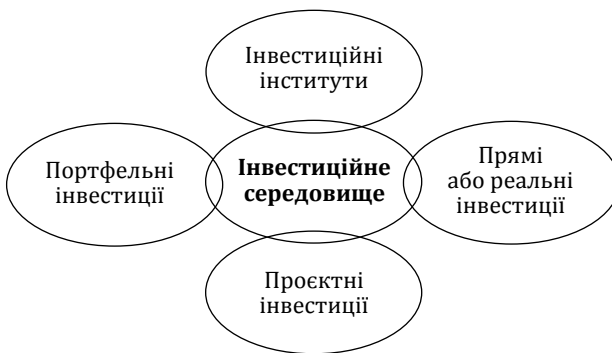 Інвестиційні
інститути
Портфельні
інвестиції
Інвестиційне
середовище
Прямі
або реальні
інвестиції
Проєктні
інвестиції